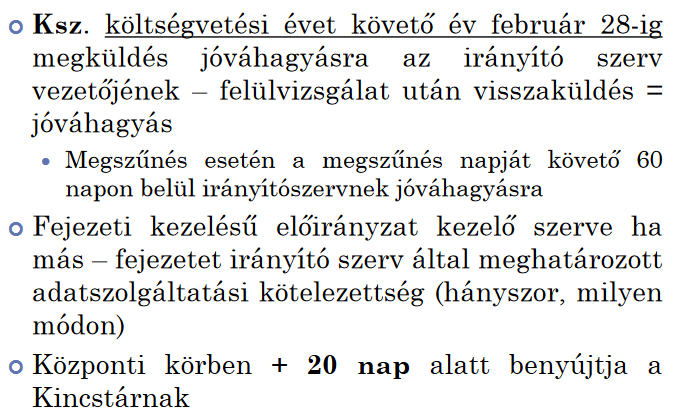 Ksz. költségvetési évet követő év február 28-ig
megküldés jóváhagyásra az irányító szerv
vezetőjének – felülvizsgálat után visszaküldés =
jóváhagyás
Megszűnés esetén a megszűnés napját követő 60
napon belül irányítószervnek jóváhagyásra
Fejezeti kezelésű előirányzat kezelő szerve ha
más – fejezetet irányító szerv által meghatározott
adatszolgáltatási kötelezettség (hányszor, milyen
módon)
Központi körben + 20 nap alatt benyújtja a
Kincstárnak